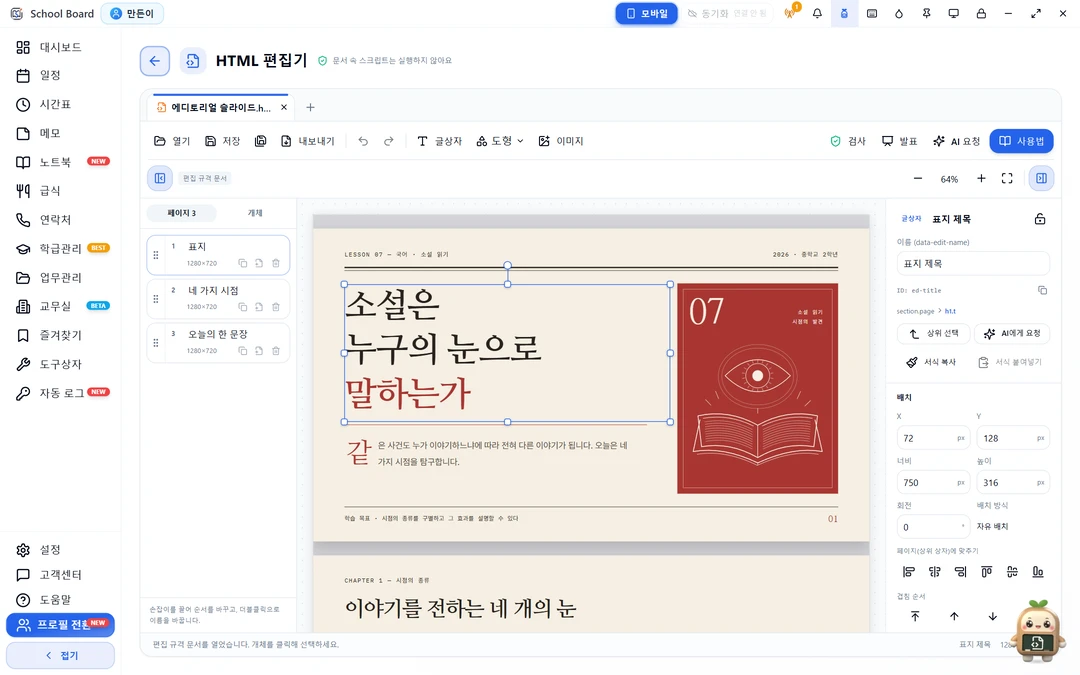 School Board
만든이
모바일
동기화 연결 안 됨
1
대시보드
일정
시간표
메모
노트북 NEW
급식
연락처
학급관리 BEST
업무관리
교무실 BETA
즐겨찾기
도구상자
자동 로그 NEW
설정
고객센터
도움말
프로필 전환 NEW
접기
HTML 편집기
문서 속 스크립트는 실행하지 않아요
에디토리얼 슬라이드.h...
열기
저장
내보내기
글상자
도형
이미지
검사
발표
AI 요청
사용법
편집 규격 문서
64%
페이지 3
개체
1 표지
1280×720
2 네 가지 시점
1280×720
3 오늘의 한 문장
1280×720
손잡이를 끌어 순서를 바꾸고, 더블클릭으로
이름을 바꿉니다.
LESSON 07 — 국어 · 소설 읽기
2026 · 중학교 2학년
소설은
누구의 눈으로
말하는가
같은 사건도 누가 이야기하느냐에 따라 전혀 다른 이야기가 됩니다. 오늘은 네
가지 시점을 탐구합니다.
07
소설 읽기
시점의 발견
학습 목표 · 시점의 종류를 구별하고 그 효과를 설명할 수 있다
01
CHAPTER 1 — 시점의 종류
이야기를 전하는 네 개의 눈
글상자 표지 제목
이름 (data-edit-name)
표지 제목
ID: ed-title
section.page > h1.t
상위 선택
AI에게 요청
서식 복사
서식 붙여넣기
배치
X
Y
72 px
128 px
너비
높이
750 px
316 px
회전
배치 방식
0 °
자유 배치
페이지(상위 상자)에 맞추기
겹침 순서
편집 규격 문서를 열었습니다. 개체를 클릭해 선택하세요.
표지 제목